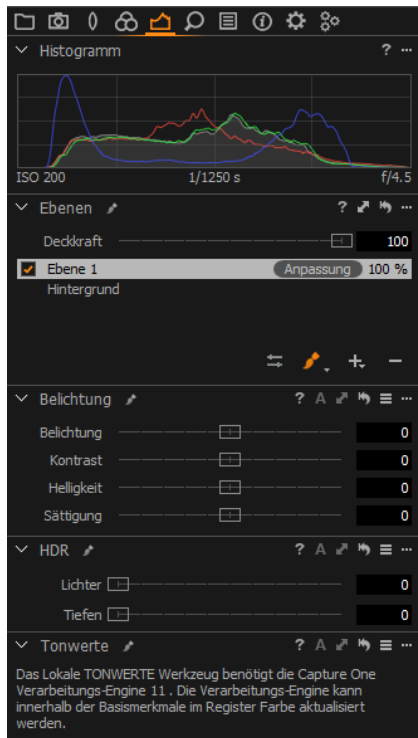 Histogramm ? ...
ISO 200 1/1250 s f/4.5
Ebenen ? ...
Deckkraft 100
Ebene 1 Anpassung 100 %
Hintergrund
Belichtung ? A ...
Belichtung 0
Kontrast 0
Helligkeit 0
Sättigung 0
HDR ? A ...
Lichter 0
Tiefen 0
Tonwerte ? A ...
Das Lokale TONWERTE Werkzeug benötigt die Capture One
Verarbeitungs-Engine 11 . Die Verarbeitungs-Engine kann
innerhalb der Basismerkmale im Register Farbe aktualisiert
werden.